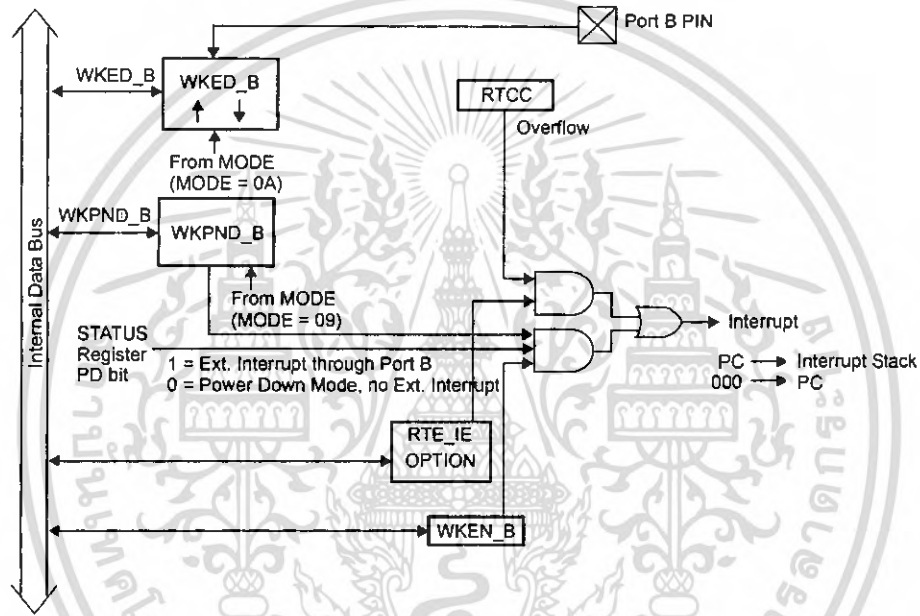 Port B PIN
WKED_B
WKED_B
RTCC
Overflow
From MODE
(MODE = 0A)
WKPND_B
WKPND_B
Internal Data Bus
From MODE
(MODE = 09)
Interrupt
STATUS
Register
PD bit
1 = Ext. Interrupt through Port B
0 = Power Down Mode, no Ext. Interrupt
PC → Interrupt Stack
000 → PC
RTE_IE
OPTION
WKEN_B